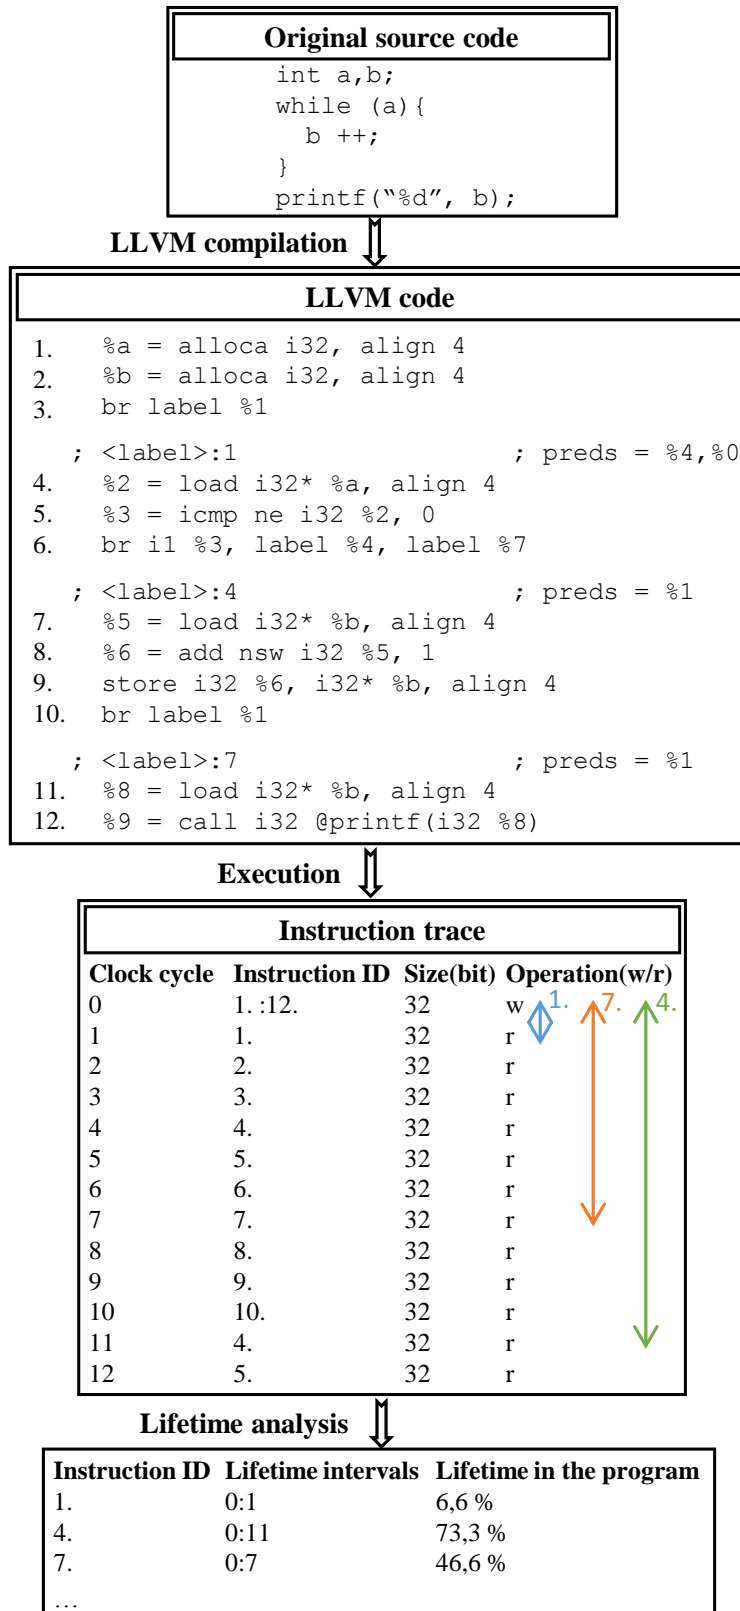 Original source code
int a,b;
while (a){
b ++;
}
printf(“%d”, b);
LLVM compilation
LLVM code
1. %a = alloca i32, align 4
2. %b = alloca i32, align 4
3. br label %1
; <label>:1 ; preds = %4,%0
4. %2 = load i32* %a, align 4
5. %3 = icmp ne i32 %2, 0
6. br i1 %3, label %4, label %7
; <label>:4 ; preds = %1
7. %5 = load i32* %b, align 4
8. %6 = add nsw i32 %5, 1
9. store i32 %6, i32* %b, align 4
10. br label %1
; <label>:7 ; preds = %1
11. %8 = load i32* %b, align 4
12. %9 = call i32 @printf(i32 %8)
Execution
Instruction trace
Clock cycle Instruction ID Size(bit) Operation(w/r)
0 1. :12. 32 w 1. 7. 4.
1 1. 32 r
2 2. 32 r
3 3. 32 r
4 4. 32 r
5 5. 32 r
6 6. 32 r
7 7. 32 r
8 8. 32 r
9 9. 32 r
10 10. 32 r
11 4. 32 r
12 5. 32 r
Lifetime analysis
Instruction ID Lifetime intervals Lifetime in the program
1. 0:1 6,6 %
4. 0:11 73,3 %
7. 0:7 46,6 %
…